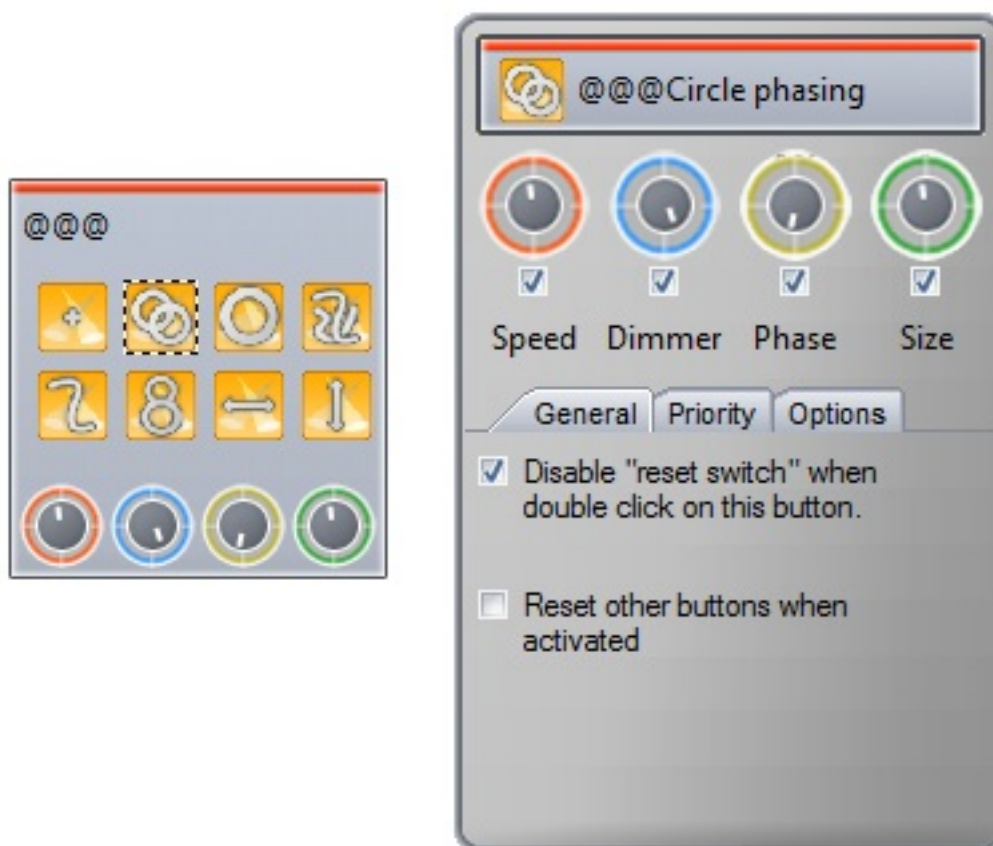 @@@
@@@Circle phasing
Speed Dimmer Phase Size
General Priority Options
Disable "reset switch" when
double click on this button.
Reset other buttons when
activated